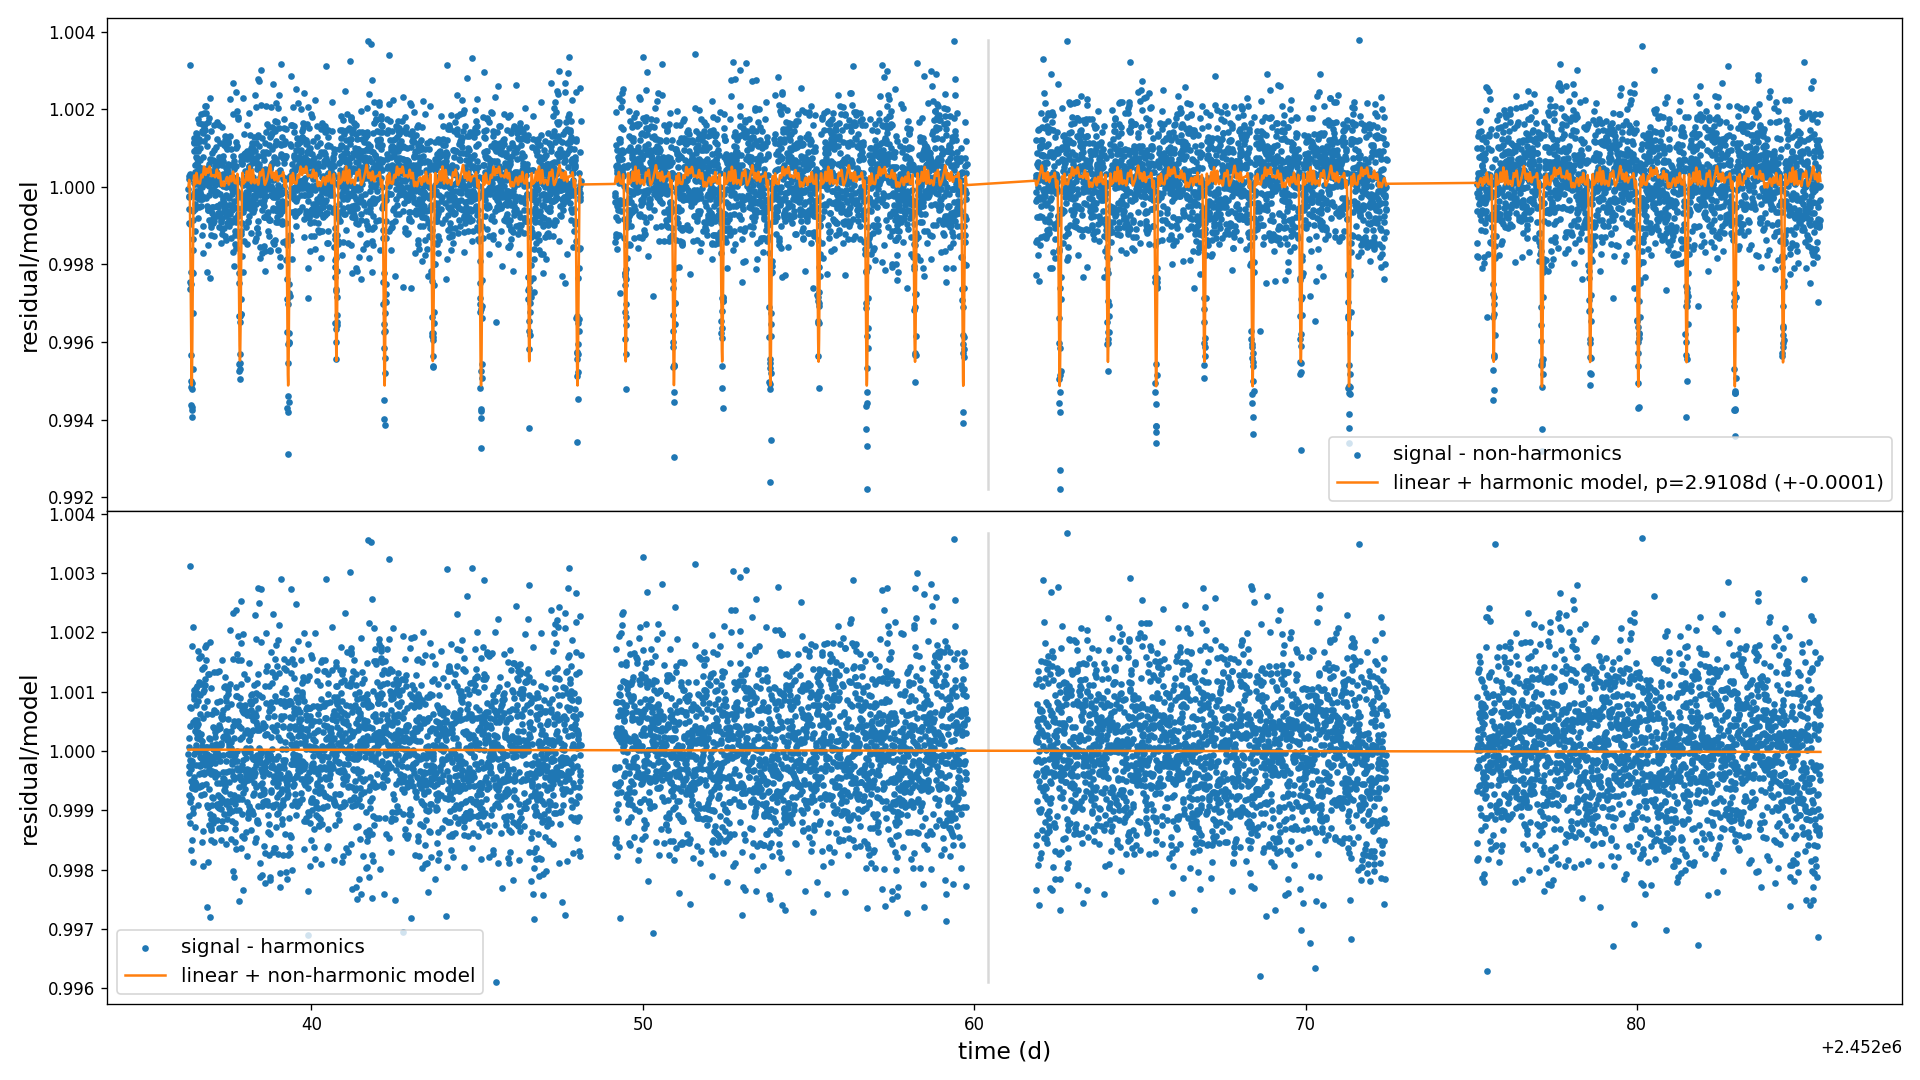 1.004
1.002
1.000
0.998
0.996
0.994
0.992
residual/model
signal - non-harmonics
linear + harmonic model, p=2.9108d (+-0.0001)
1.004
1.003
1.002
1.001
1.000
0.999
0.998
0.997
0.996
residual/model
signal - harmonics
linear + non-harmonic model
40
50
60
70
80
time (d)
+2.452e6